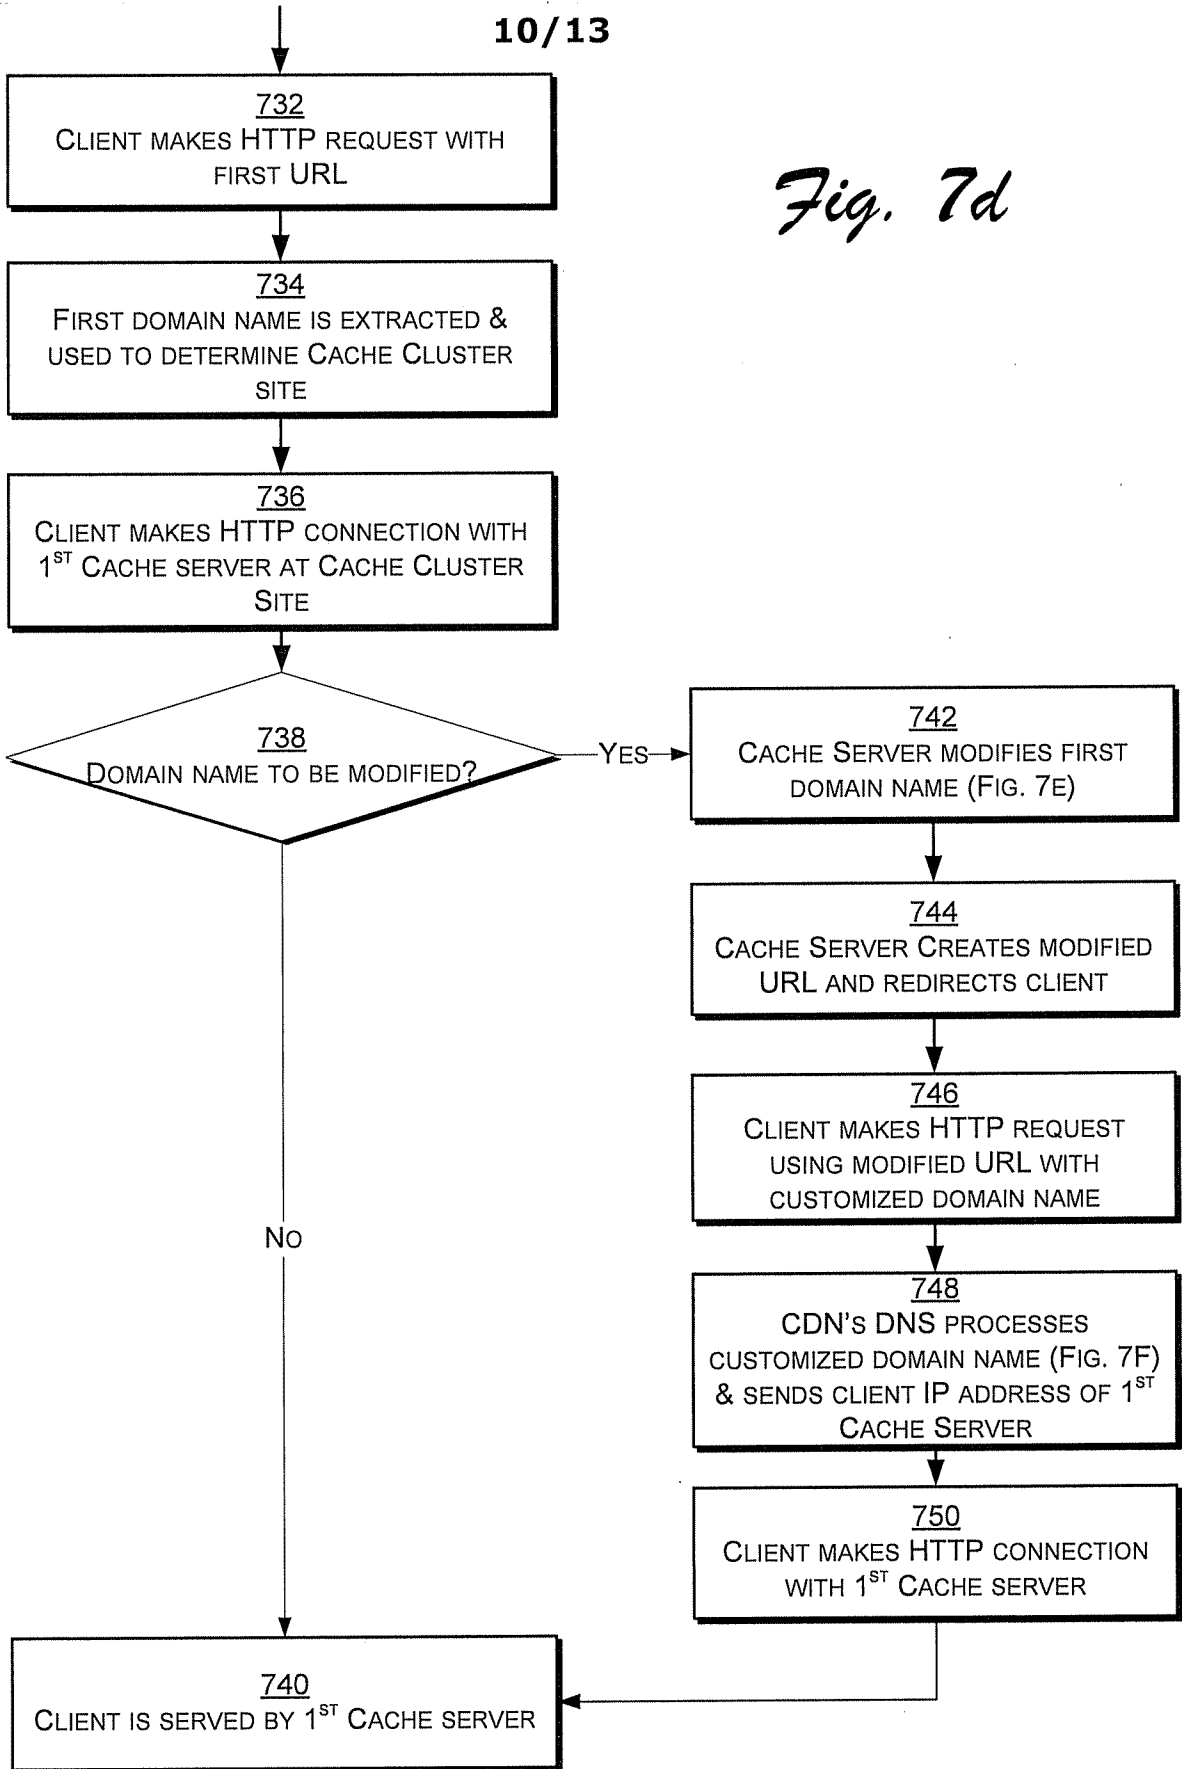 10/13
Fig. 7d
732
CLIENT MAKES HTTP REQUEST WITH
FIRST URL
734
FIRST DOMAIN NAME IS EXTRACTED &
USED TO DETERMINE CACHE CLUSTER
SITE
736
CLIENT MAKES HTTP CONNECTION WITH
1ST CACHE SERVER AT CACHE CLUSTER
SITE
738
DOMAIN NAME TO BE MODIFIED?
YES
NO
742
CACHE SERVER MODIFIES FIRST
DOMAIN NAME (FIG. 7E)
744
CACHE SERVER CREATES MODIFIED
URL AND REDIRECTS CLIENT
746
CLIENT MAKES HTTP REQUEST
USING MODIFIED URL WITH
CUSTOMIZED DOMAIN NAME
748
CDN'S DNS PROCESSES
CUSTOMIZED DOMAIN NAME (FIG. 7F)
& SENDS CLIENT IP ADDRESS OF 1ST
CACHE SERVER
750
CLIENT MAKES HTTP CONNECTION
WITH 1ST CACHE SERVER
740
CLIENT IS SERVED BY 1ST CACHE SERVER